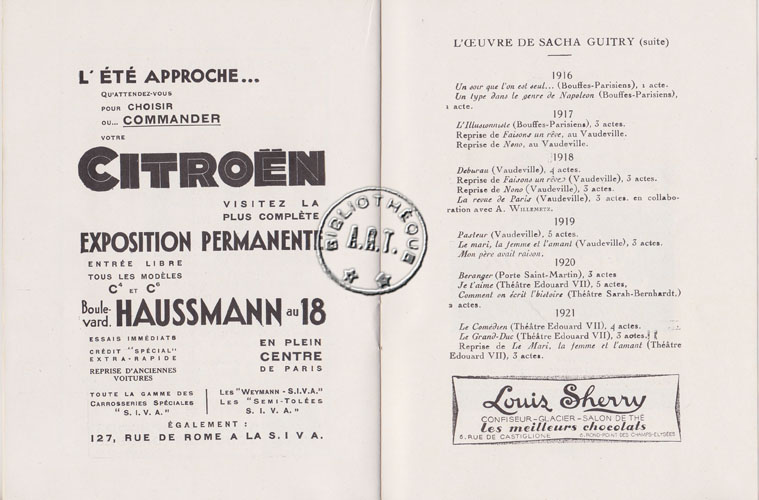 L'ÉTÉ APPROCHE...
QU'ATTENDEZ-VOUS
POUR CHOISIR
OU... COMMANDER
VOTRE
CITROËN
VISITEZ LA
PLUS COMPLÈTE
EXPOSITION PERMANENTE
ENTRÉE LIBRE
TOUS LES MODÈLES
C4 ET C6
Boule-
vard. HAUSSMANN au 18
ESSAIS IMMÉDIATS
CRÉDIT "SPÉCIAL"
EXTRA-RAPIDE
REPRISE D'ANCIENNES
VOITURES
EN PLEIN
CENTRE
DE PARIS
TOUTE LA GAMME DES
CARROSSERIES SPÉCIALES
"S.I.V.A."
LES "WEYMANN - S.I.V.A."
LES "SEMI-TOLÉES
S. I. V. A."
ÉGALEMENT :
127, RUE DE ROME A LA S. I V A.
BIBLIOTHÈQUE
A.R.T.
L'ŒUVRE DE SACHA GUITRY (suite)
1916
Un soir que l'on est seul... (Bouffes-Parisiens), 1 acte.
Un type dans le genre de Napoléon (Bouffes-Parisiens),
1 acte.
1917
L'Illusionniste (Bouffes-Parisiens), 3 actes.
Reprise de Faisons un rêve, au Vaudeville.
Reprise de Nono, au Vaudeville.
1918
Deburau (Vaudeville), 4 actes.
Reprise de Faisons un rêve (Vaudeville), 3 actes.
Reprise de Nono (Vaudeville), 3 actes.
La revue de Paris (Vaudeville), 3 actes. en collabo-
ration avec A. WILLEMETZ.
1919
Pasteur (Vaudeville), 5 actes.
Le mari, la femme et l'amant (Vaudeville), 3 actes.
Mon père avait raison.
1920
Béranger (Porte Saint-Martin), 3 actes
Je t'aime (Théâtre Edouard VII), 5 actes,
Comment on écrit l'histoire (Théâtre Sarah-Bernhardt.)
actes.
1921
Le Comédien (Théâtre Edouard VII), 4 actes.
Le Grand-Duc (Théâtre Edouard VII), 3 actes.
Reprise de Le Mari, la femme et l'amant (Théâtre
Edouard VII), 3 actes.
Louis Sherry
CONFISEUR-GLACIER-SALON DE THÉ
les meilleurs chocolats
6, RUE DE CASTIGLIONE 6, ROND-POINT DES CHAMPS-ELYSÉES